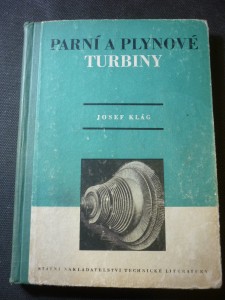 PARNÍ A PLYNOVÉ
TURBINY
JOSEF KLÁG
STÁTNÍ NAKLADATELSTVÍ TECHNICKÉ LITERATURY